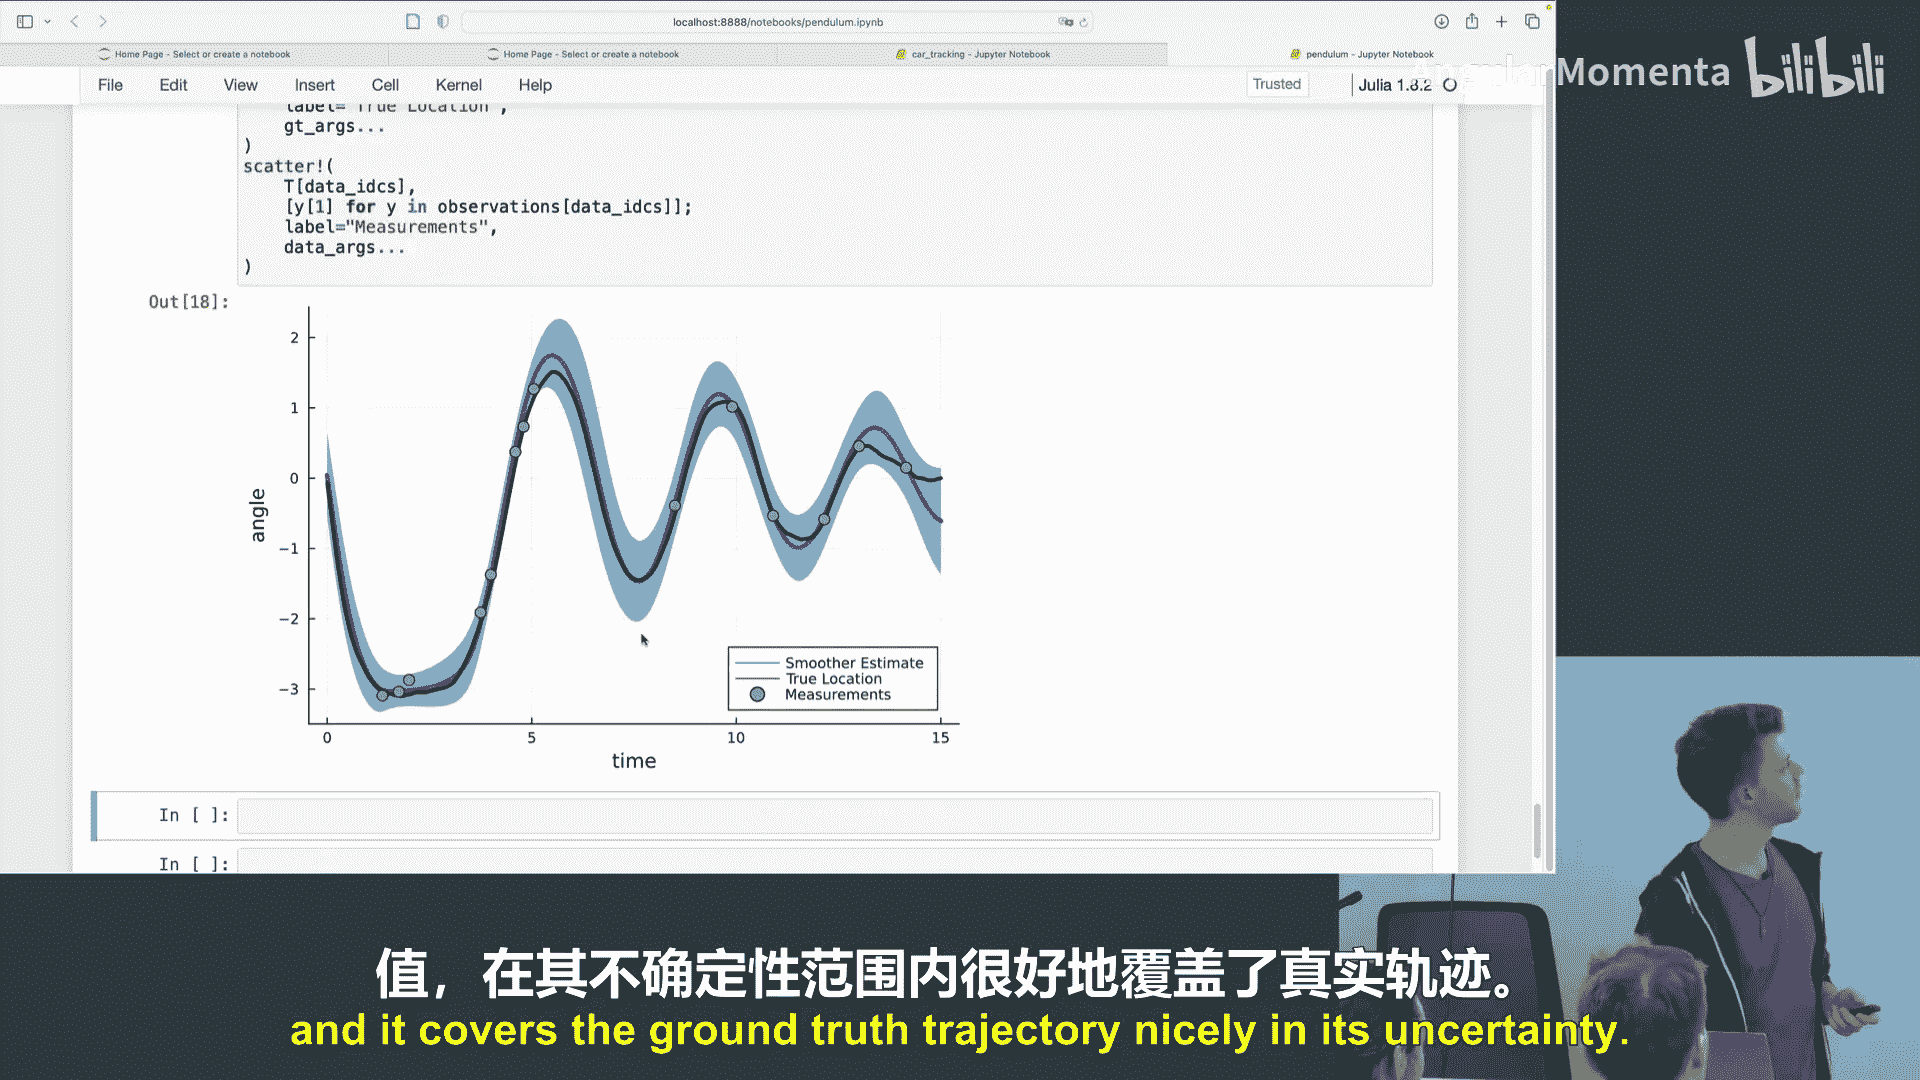 localhost:8888/notebooks/pendulum.ipynb
Home Page - Select or create a notebook
Home Page - Select or create a notebook
car_tracking - Jupyter Notebook
pendulum - Jupyter Notebook
File Edit View Insert Cell Kernel Help
Trusted
Julia 1.8.2
Momenta bilibili
label="True Location",
gt_args...
)
scatter!(
T[data_idcs],
[y[1] for y in observations[data_idcs]];
label="Measurements",
data_args...
)
Out[18]:
2
1
0
−1
−2
−3
angle
0 5 10 15
time
Smoother Estimate
True Location
Measurements
In [ ]:
In [ ]:
值，在其不确定性范围内很好地覆盖了真实轨迹。
and it covers the ground truth trajectory nicely in its uncertainty.